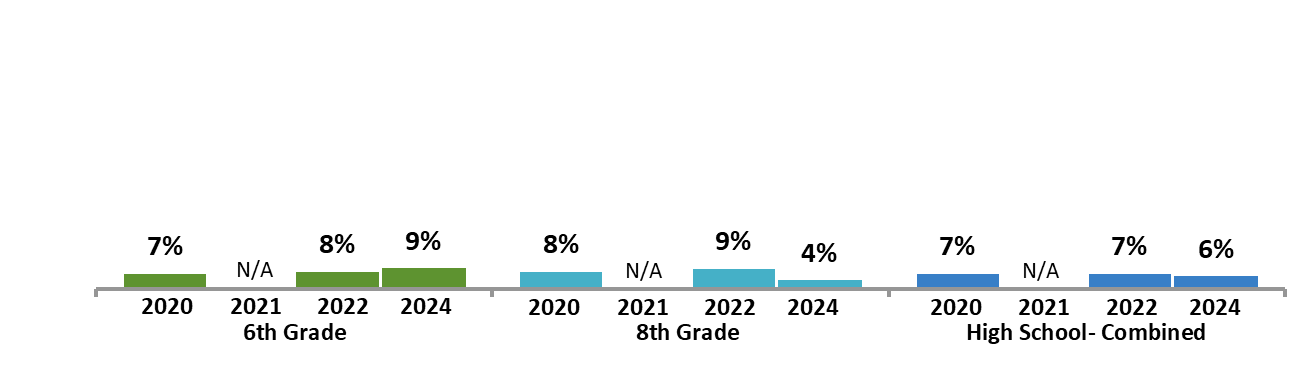 7% N/A 8% 9% 8% N/A 9% 4% 7% N/A 7% 6%
2020 2021 2022 2024 2020 2021 2022 2024 2020 2021 2022 2024
6th Grade 8th Grade High School- Combined